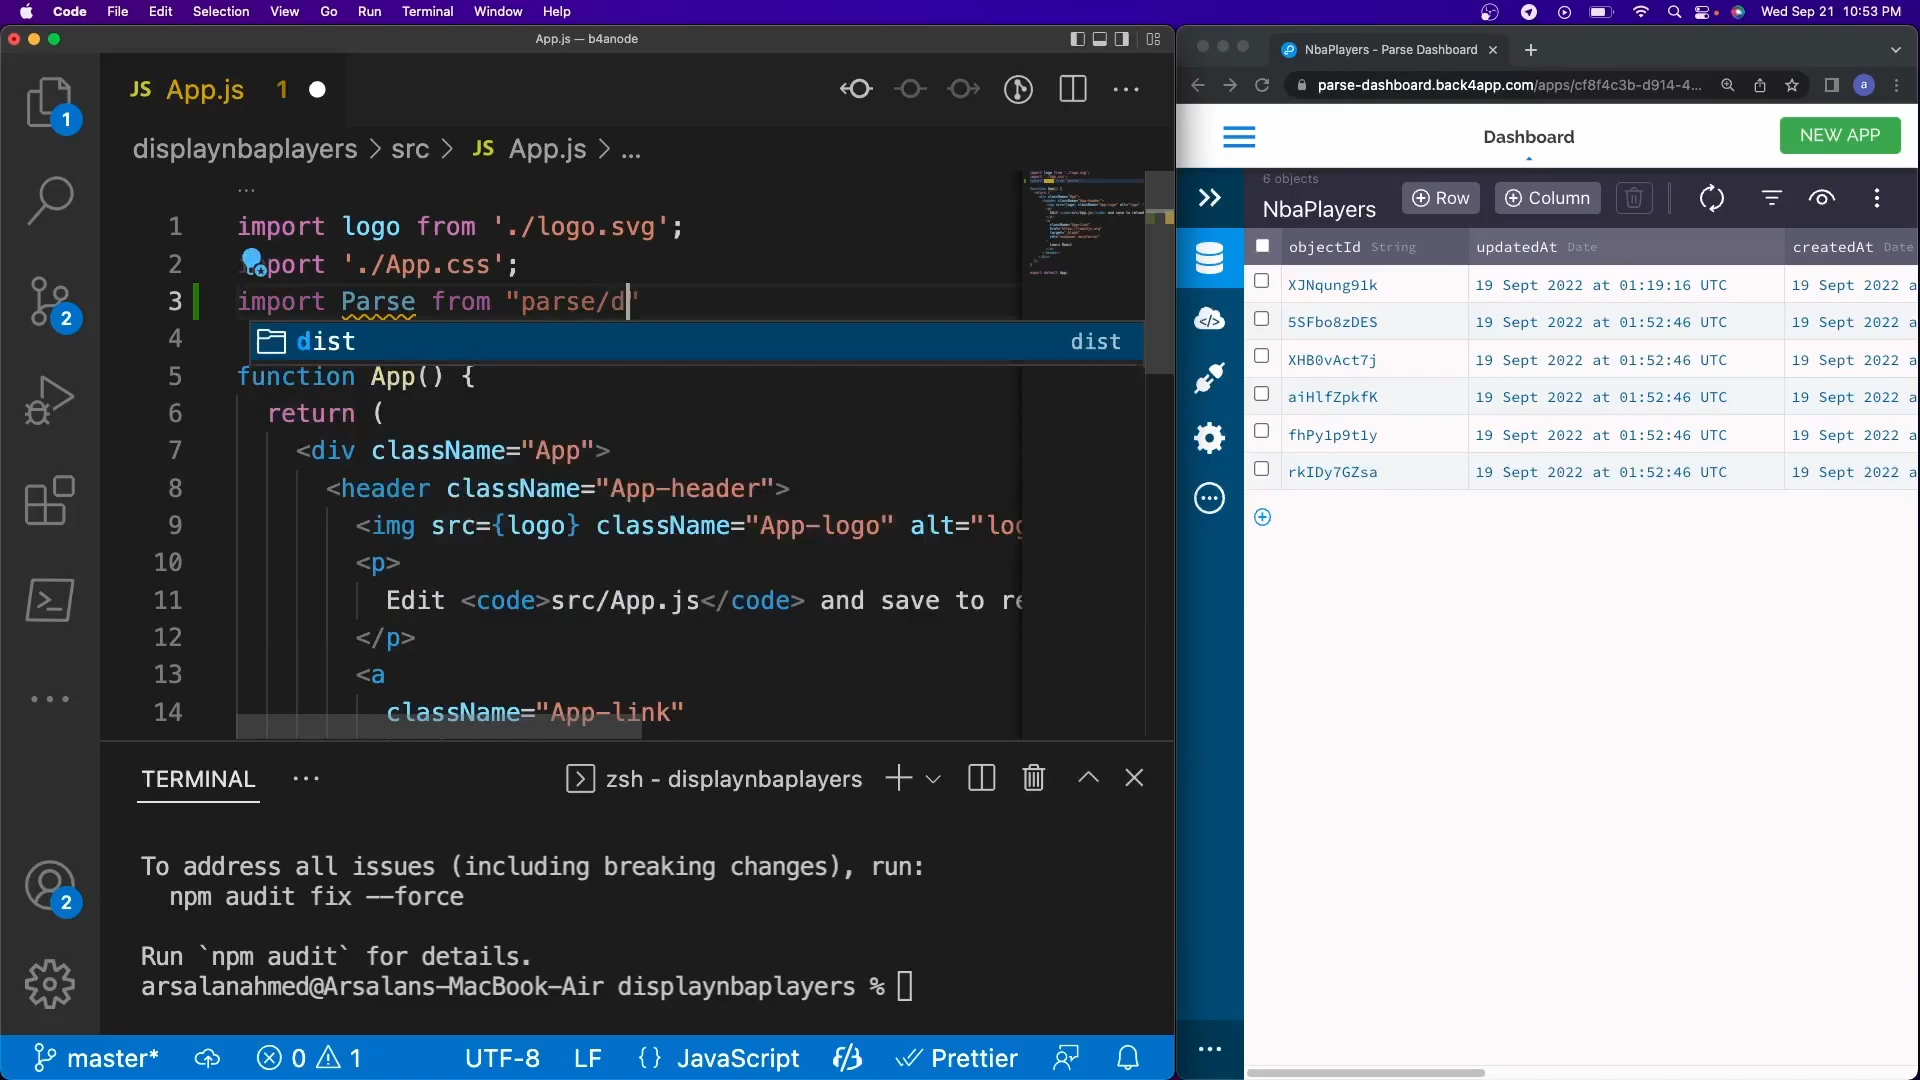 Code File Edit Selection View Go Run Terminal Window Help
Wed Sep 21 10:53 PM
App.js — b4anode
JS App.js 1
displaynbaplayers > src > JS App.js > ...
...
1 import logo from './logo.svg';
2 port './App.css';
3 import Parse from "parse/d"
dist dist
4
5 function App() {
6 return (
7 <div className="App">
8 <header className="App-header">
9 <img src={logo} className="App-logo" alt="log
10 <p>
11 Edit <code>src/App.js</code> and save to re
12 </p>
13 <a
14 className="App-link"
1
2
2
TERMINAL ... zsh - displaynbaplayers
To address all issues (including breaking changes), run:
npm audit fix --force
Run `npm audit` for details.
arsalanahmed@Arsalans-MacBook-Air displaynbaplayers %
master* 0 1 UTF-8 LF {} JavaScript Prettier
NbaPlayers - Parse Dashboard
parse-dashboard.back4app.com/apps/cf8f4c3b-d914-4... a
Dashboard
NEW APP
6 objects
NbaPlayers
Row Column
objectId String updatedAt Date createdAt Date
XJNqung91k 19 Sept 2022 at 01:19:16 UTC 19 Sept 2022 a
5SFbo8zDES 19 Sept 2022 at 01:52:46 UTC 19 Sept 2022 a
XHB0vAct7j 19 Sept 2022 at 01:52:46 UTC 19 Sept 2022 a
aiHlfZpkfK 19 Sept 2022 at 01:52:46 UTC 19 Sept 2022 a
fhPy1p9t1y 19 Sept 2022 at 01:52:46 UTC 19 Sept 2022 a
rkIDy7GZsa 19 Sept 2022 at 01:52:46 UTC 19 Sept 2022 a